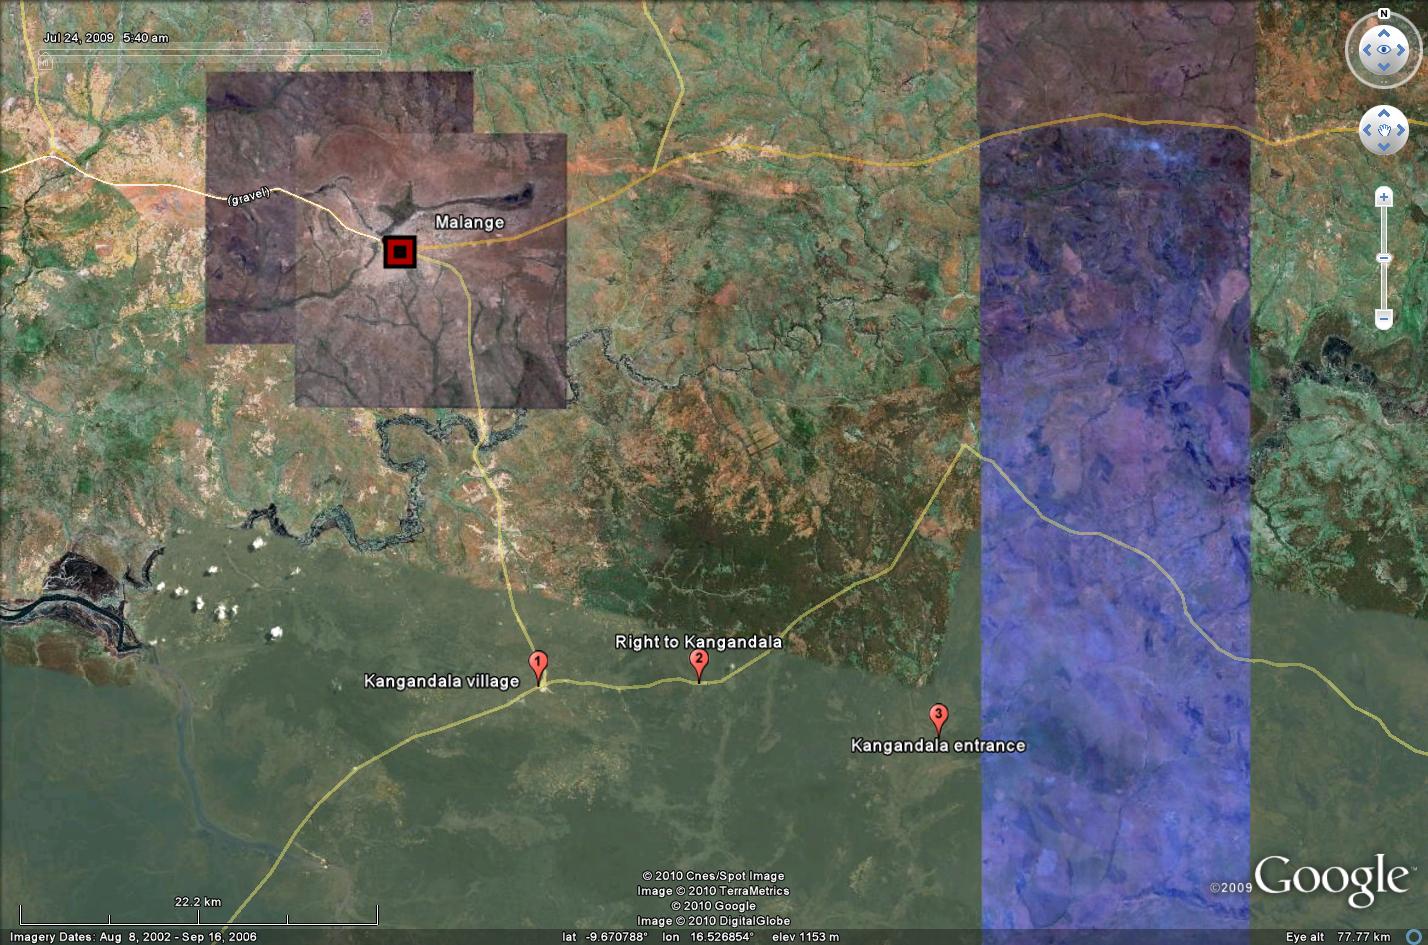 Jul 24, 2009 5:40 am
N
(gravel)
Malange
Right to Kangandala
1
2
Kangandala village
3
Kangandala entrance
© 2010 Cnes/Spot Image
Image © 2010 TerraMetrics
© 2010 Google
Image © 2010 DigitalGlobe
©2009 Google
22.2 km
Imagery Dates: Aug 8, 2002 - Sep 16, 2006
lat -9.670788° lon 16.526854° elev 1153 m
Eye alt 77.77 km